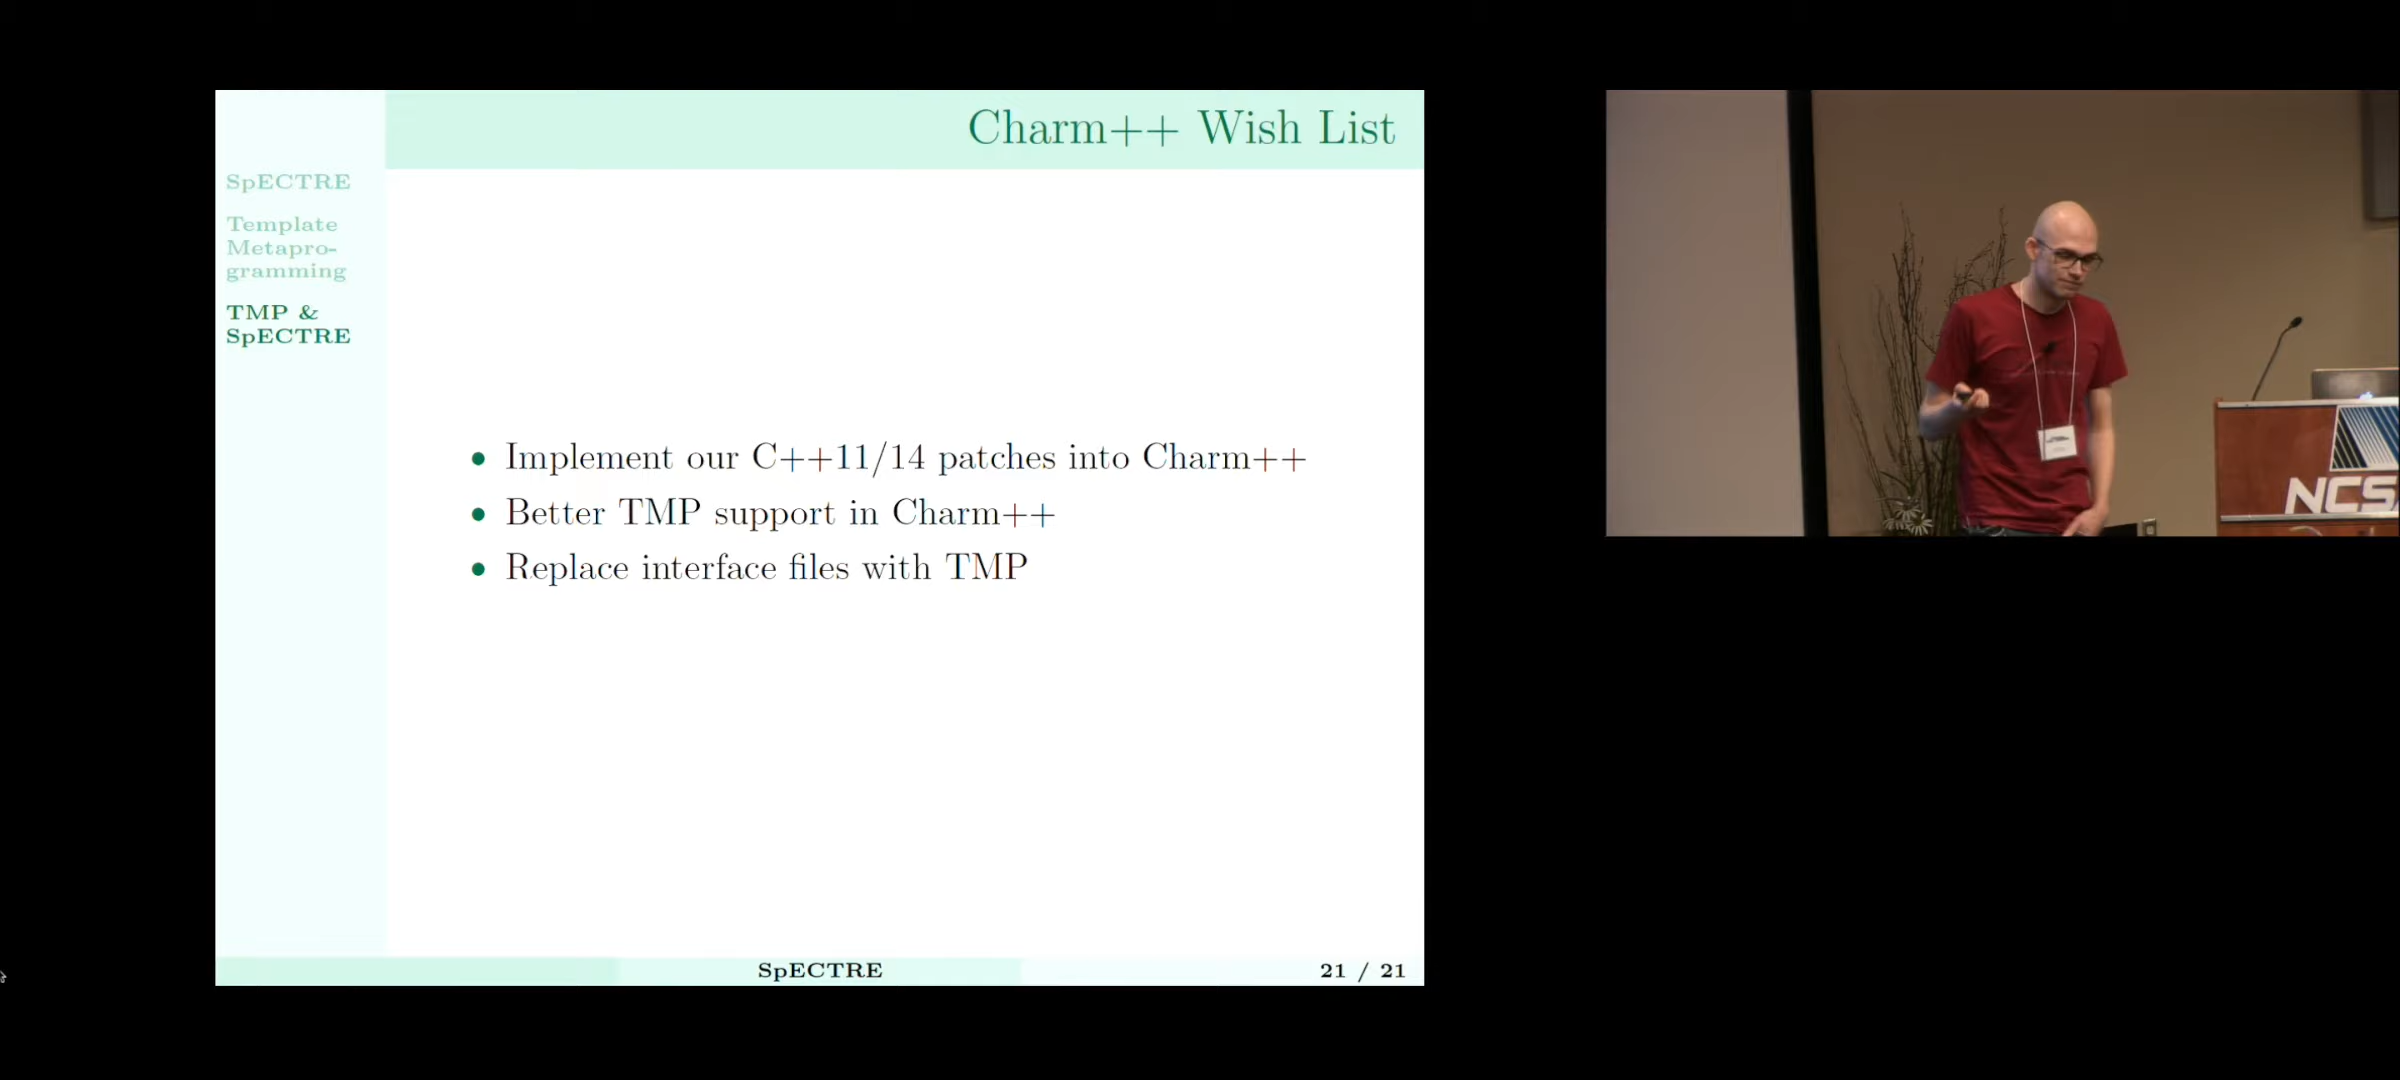 Charm++ Wish List
SpECTRE
Template
Metapro-
gramming
TMP &
SpECTRE
• Implement our C++11/14 patches into Charm++
• Better TMP support in Charm++
• Replace interface files with TMP
SpECTRE
21 / 21
NCS